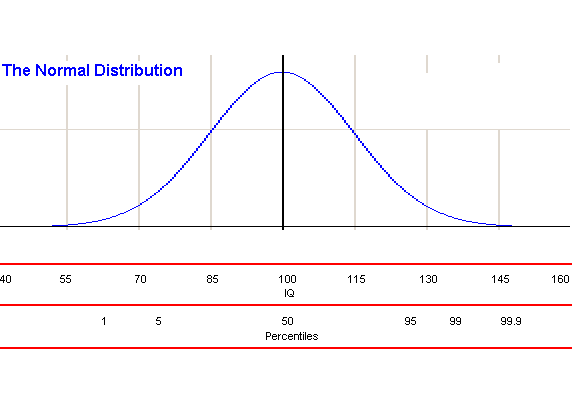 The Normal Distribution
40 55 70 85 100 115 130 145 160
IQ
1 5 50 95 99 99.9
Percentiles